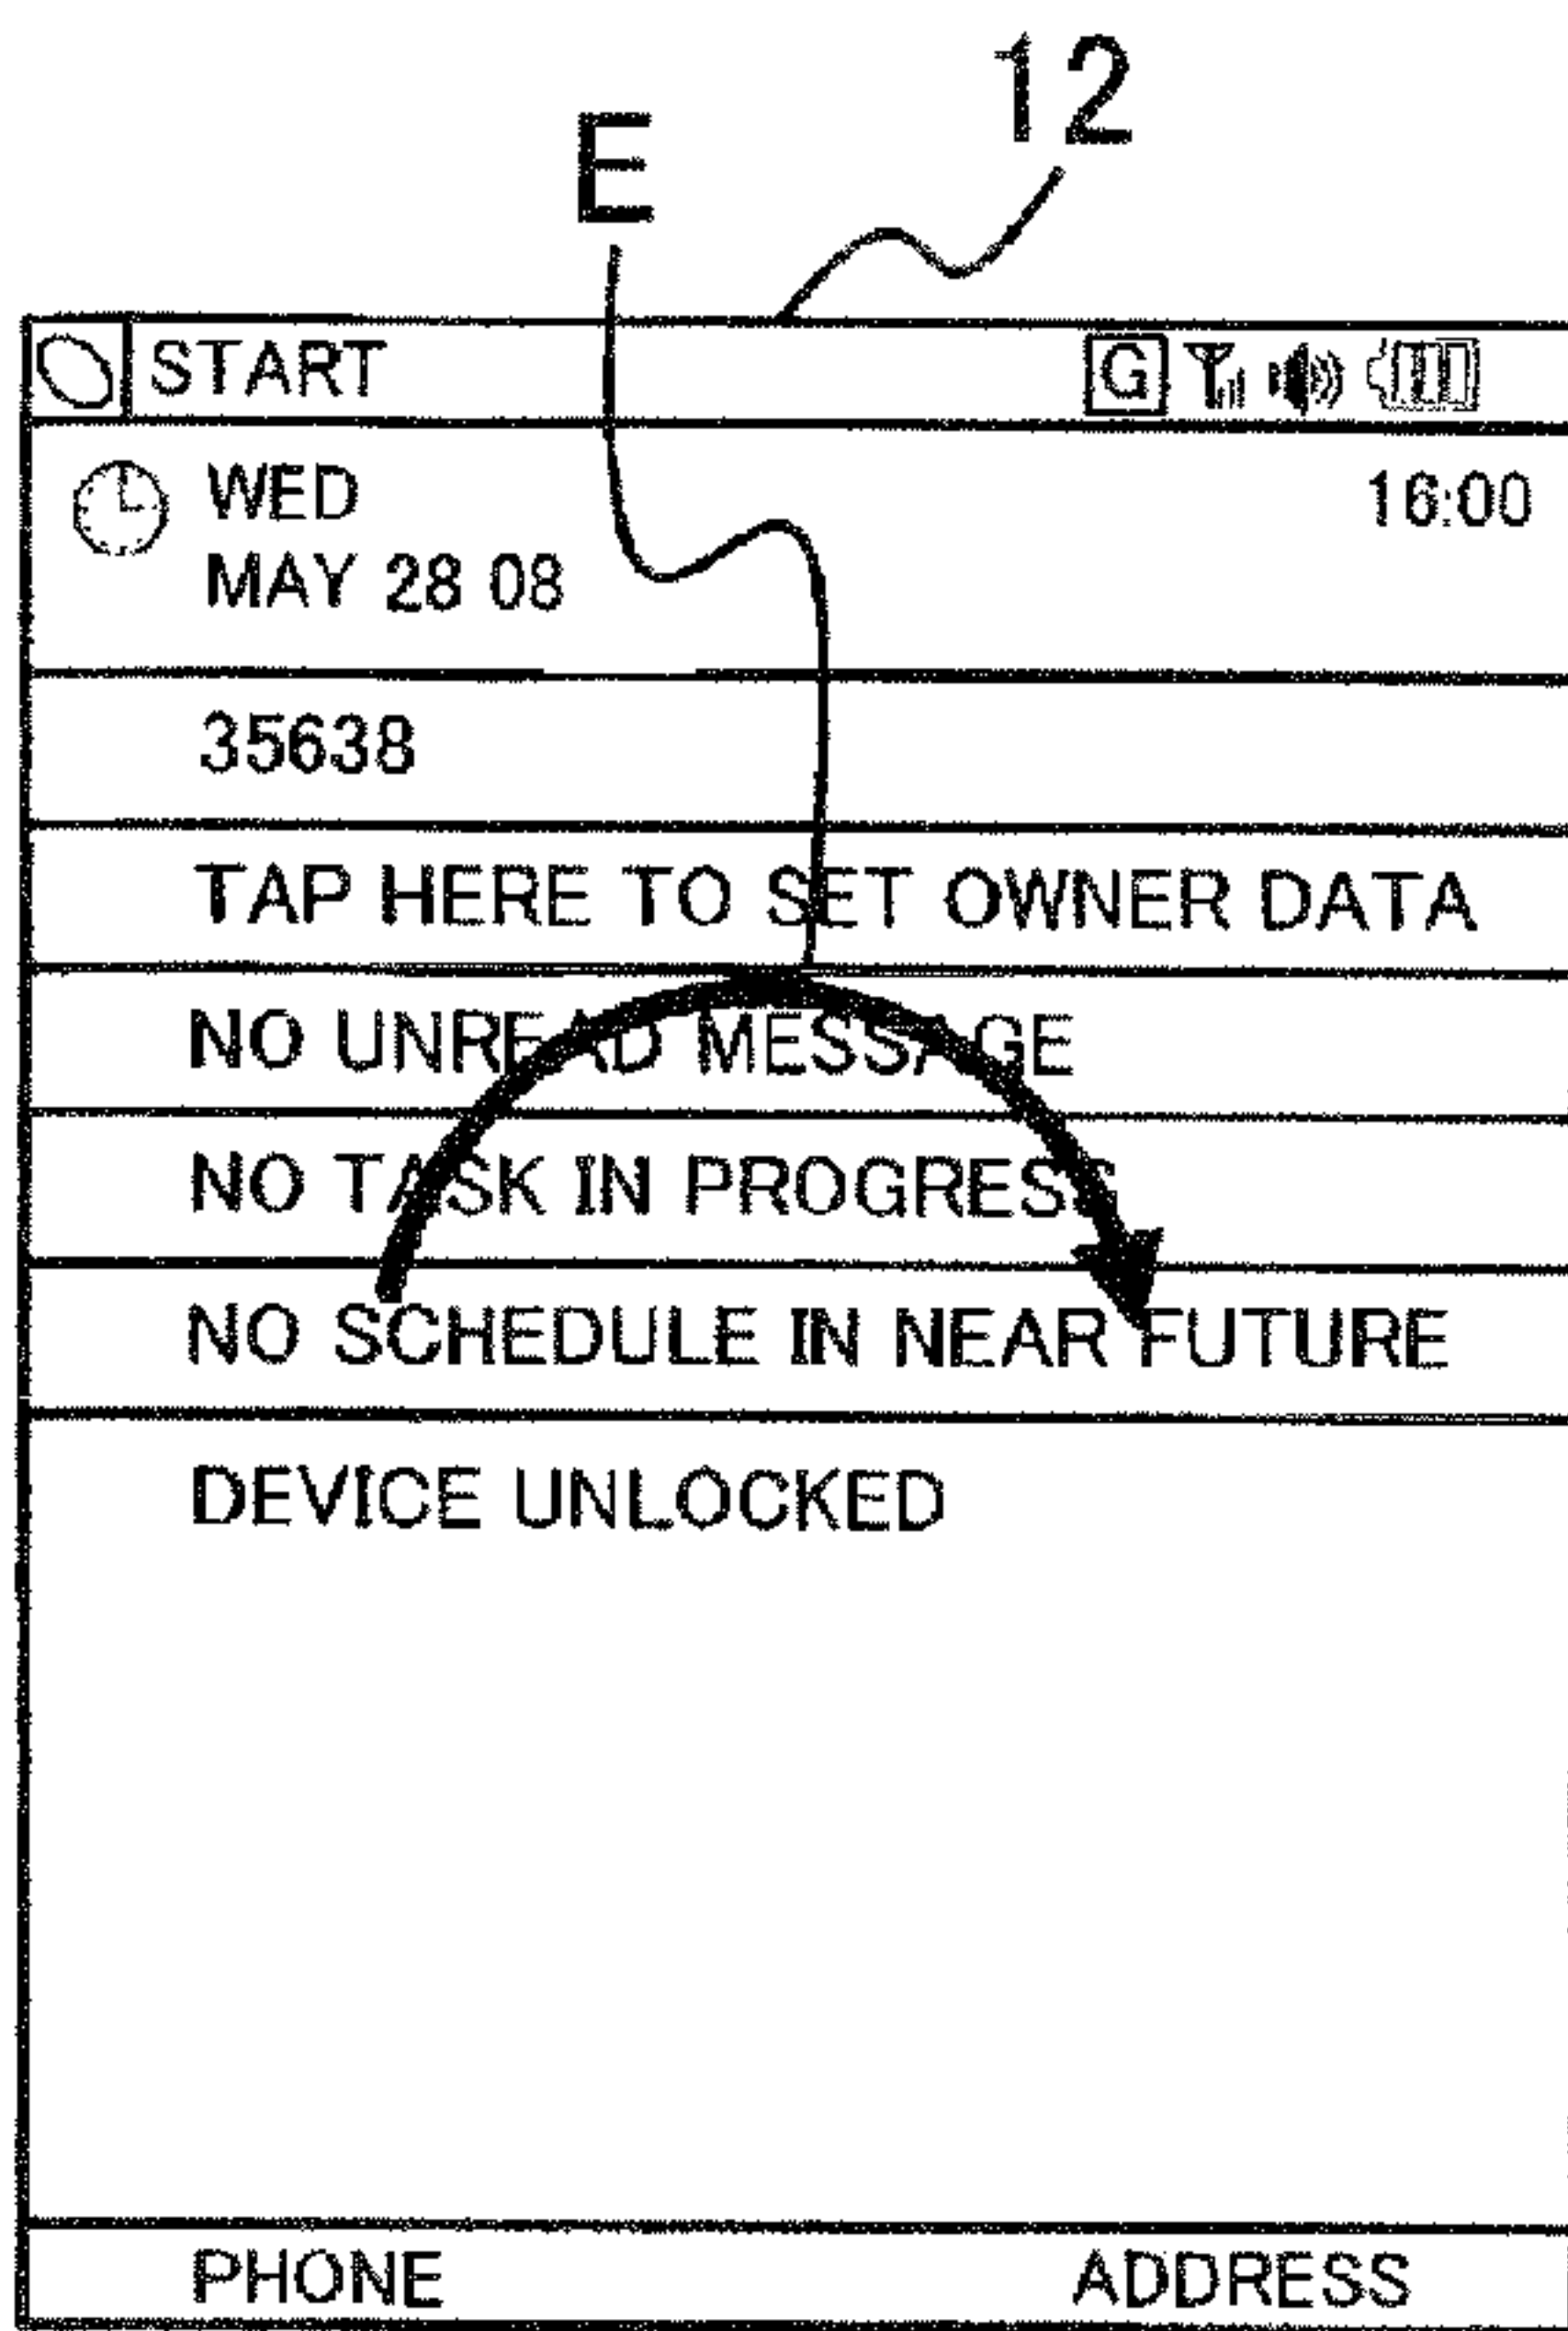 12
E
START G
WED 16:00
MAY 28 08
35638
TAP HERE TO SET OWNER DATA
NO UNREAD MESSAGE
NO TASK IN PROGRESS
NO SCHEDULE IN NEAR FUTURE
DEVICE UNLOCKED
PHONE ADDRESS